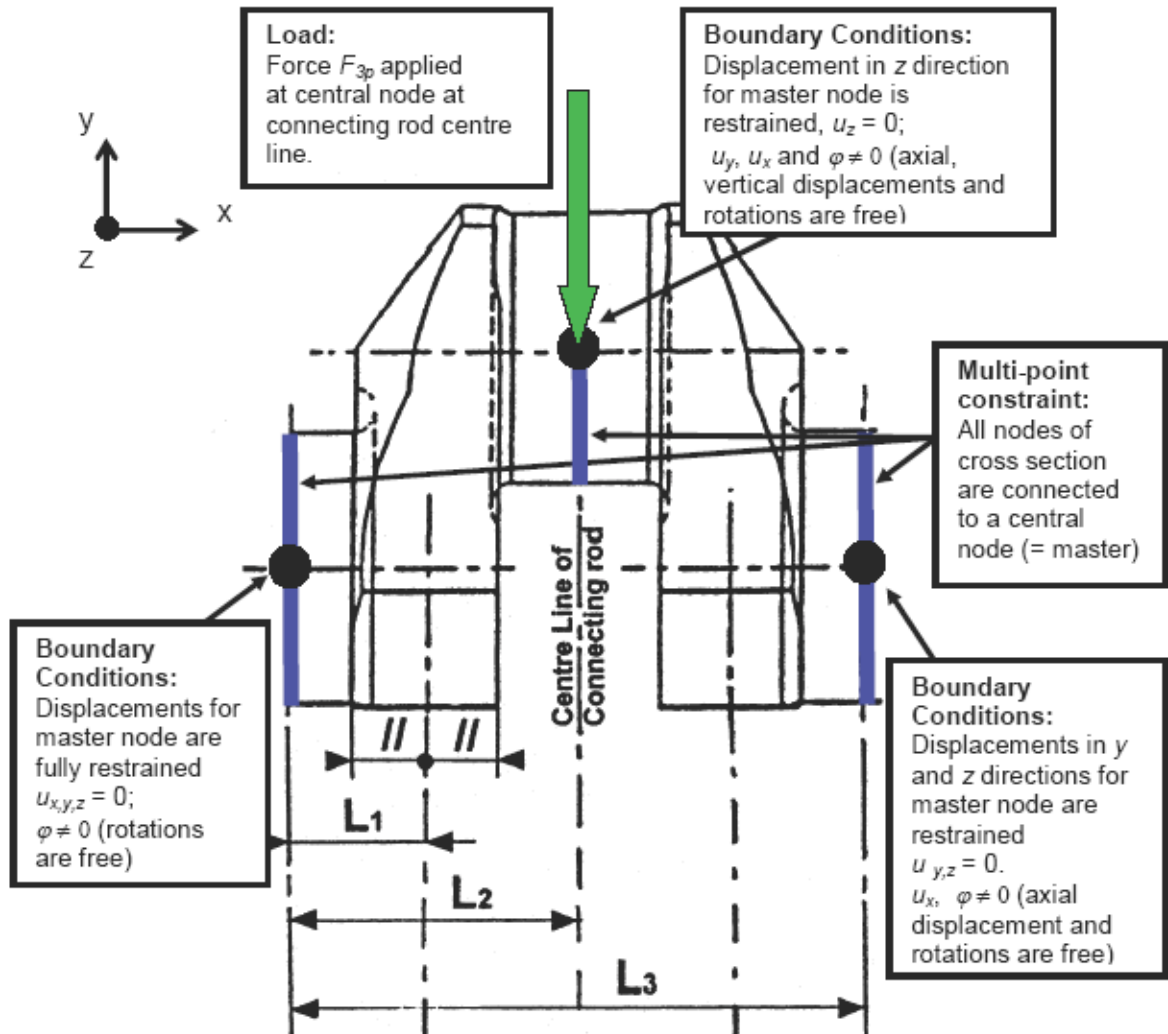 Load:
Force F3p applied
at central node at
connecting rod centre
line.
Boundary Conditions:
Displacement in z direction
for master node is
restrained, uz = 0;
uy, ux and φ ≠ 0 (axial,
vertical displacements and
rotations are free)
y
x
z
Multi-point
constraint:
All nodes of
cross section
are connected
to a central
node (= master)
Centre Line of
Connecting rod
Boundary
Conditions:
Displacements for
master node are
fully restrained
ux,y,z = 0;
φ ≠ 0 (rotations
are free)
Boundary
Conditions:
Displacements in y
and z directions for
master node are
restrained
u y,z = 0.
ux, φ ≠ 0 (axial
displacement and
rotations are free)
// //
L1
L2
L3